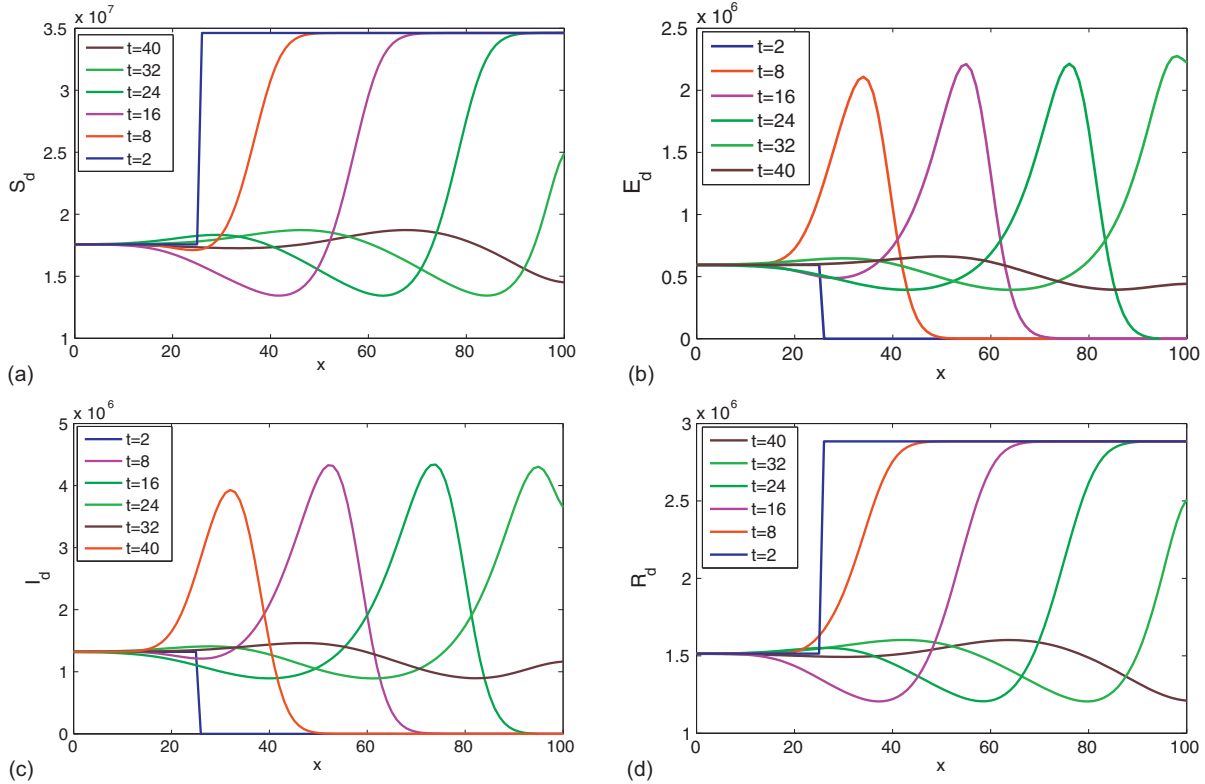 x 10^7
3.5
3
2.5
2
1.5
1
S_d
t=40
t=32
t=24
t=16
t=8
t=2
0 20 40 60 80 100
x
(a)
x 10^6
2.5
2
1.5
1
0.5
0
E_d
t=2
t=8
t=16
t=24
t=32
t=40
0 20 40 60 80 100
x
(b)
x 10^6
5
4
3
2
1
0
I_d
t=2
t=8
t=16
t=24
t=32
t=40
0 20 40 60 80 100
x
(c)
x 10^6
3
2.5
2
1.5
1
R_d
t=40
t=32
t=24
t=16
t=8
t=2
0 20 40 60 80 100
x
(d)